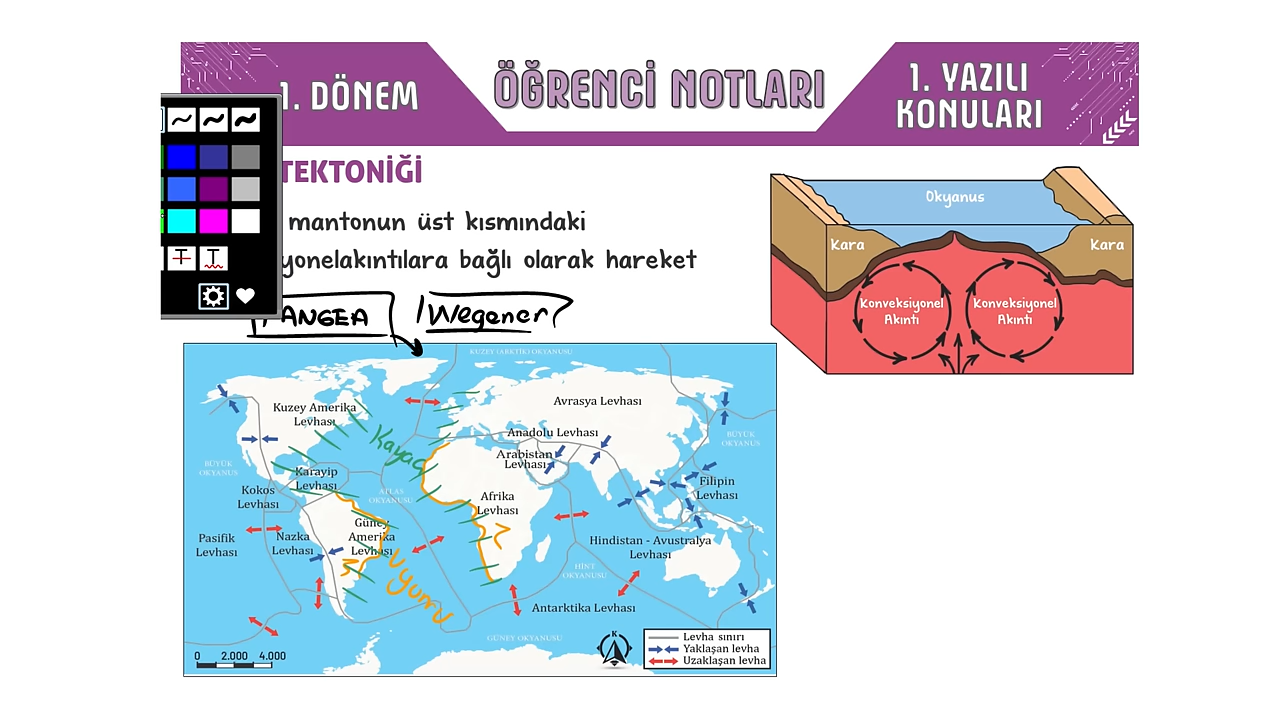 1. DÖNEM
ÖĞRENCİ NOTLARI
1. YAZILI
KONULARI
TEKTONİĞİ
mantonun üst kısmındaki
yonelakıntılara bağlı olarak hareket
PANGEA
Wegener
Okyanus
Kara
Kara
Konveksiyonel
Akıntı
Konveksiyonel
Akıntı
KUZEY (ARKTİK) OKYANUSU
Kuzey Amerika
Levhası
Avrasya Levhası
Kayaç
Anadolu Levhası
BÜYÜK
OKYANUS
Arabistan
Levhası
BÜYÜK
OKYANUS
Karayip
Levhası
Kokos
Levhası
ATLAS
OKYANUSU
Afrika
Levhası
Filipin
Levhası
Güney
Amerika
Levhası
Pasifik
Levhası
Nazka
Levhası
Hindistan - Avustralya
Levhası
Uyumu
HİNT
OKYANUSU
Antarktika Levhası
GÜNEY OKYANUSU
K
0 2.000 4.000
Levha sınırı
Yaklaşan levha
Uzaklaşan levha